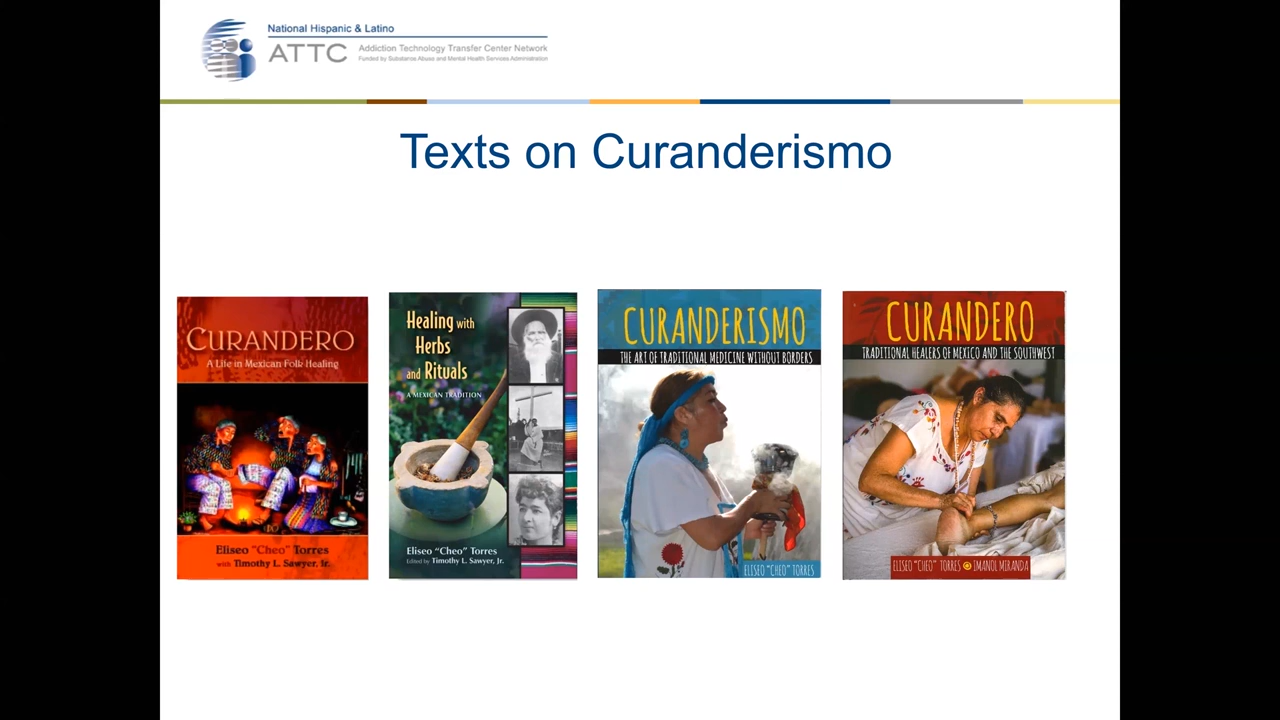 National Hispanic & Latino
ATTC
Addiction Technology Transfer Center Network
Funded by Substance Abuse and Mental Health Services Administration
Texts on Curanderismo
CURANDERO
A Life in Mexican Folk Healing
Eliseo "Cheo" Torres
with Timothy L. Sawyer, Jr.
Healing with
Herbs
and Rituals
A MEXICAN TRADITION
Eliseo "Cheo" Torres
Edited by Timothy L. Sawyer, Jr.
CURANDERISMO
THE ART OF TRADITIONAL MEDICINE WITHOUT BORDERS
ELISEO "CHEO" TORRES
CURANDERO
TRADITIONAL HEALERS OF MEXICO AND THE SOUTHWEST
ELISEO "CHEO" TORRES IMANOL MIRANDA